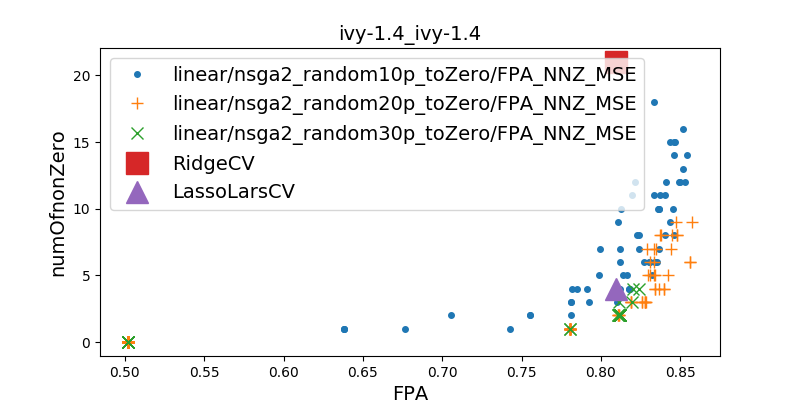 ivy-1.4_ivy-1.4
linear/nsga2_random10p_toZero/FPA_NNZ_MSE
linear/nsga2_random20p_toZero/FPA_NNZ_MSE
linear/nsga2_random30p_toZero/FPA_NNZ_MSE
RidgeCV
LassoLarsCV
numOfnonZero
20
15
10
5
0
0.50 0.55 0.60 0.65 0.70 0.75 0.80 0.85
FPA